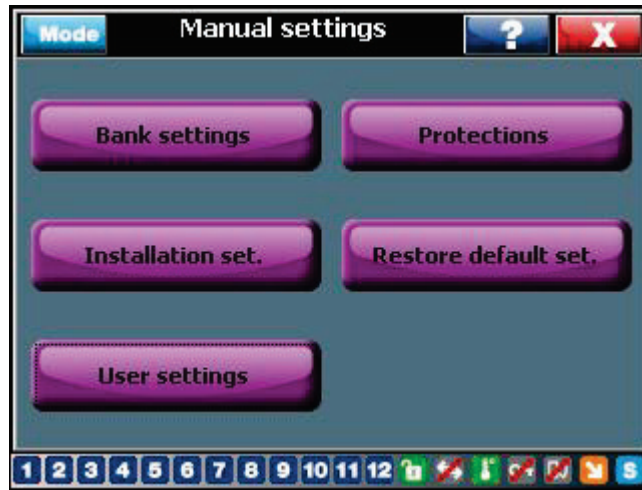 Mode Manual settings ? X
Bank settings Protections
Installation set. Restore default set.
User settings
1 2 3 4 5 6 7 8 9 10 11 12 S